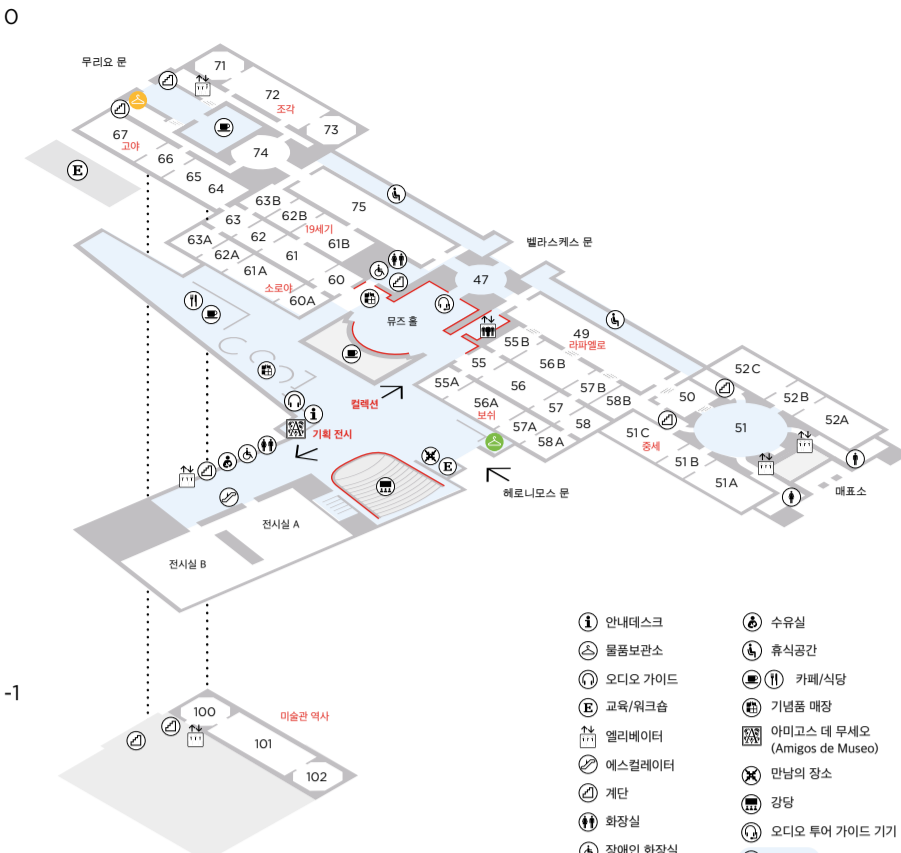 0
무리요 문
71
72
조각
73
67
고야
66
65
64
74
E
63B
75
63
62B
19세기
63A
62
61B
62A
61
61A
60
소로야
60A
벨라스케스 문
47
뮤즈 홀
49
라파엘로
55B
55
56B
55A
56
57B
56A
보쉬
57
58B
57A
58
58A
50
52C
52B
52A
51
51C
중세
51B
51A
매표소
컬렉션
i
기획 전시
E
헤로니모스 문
전시실 A
전시실 B
-1
100
미술관 역사
101
102
i 안내데스크
물품보관소
오디오 가이드
E 교육/워크숍
엘리베이터
에스컬레이터
계단
화장실
장애인 화장실
수유실
휴식공간
카페/식당
기념품 매장
아미고스 데 무세오
(Amigos de Museo)
만남의 장소
강당
오디오 투어 가이드 기기